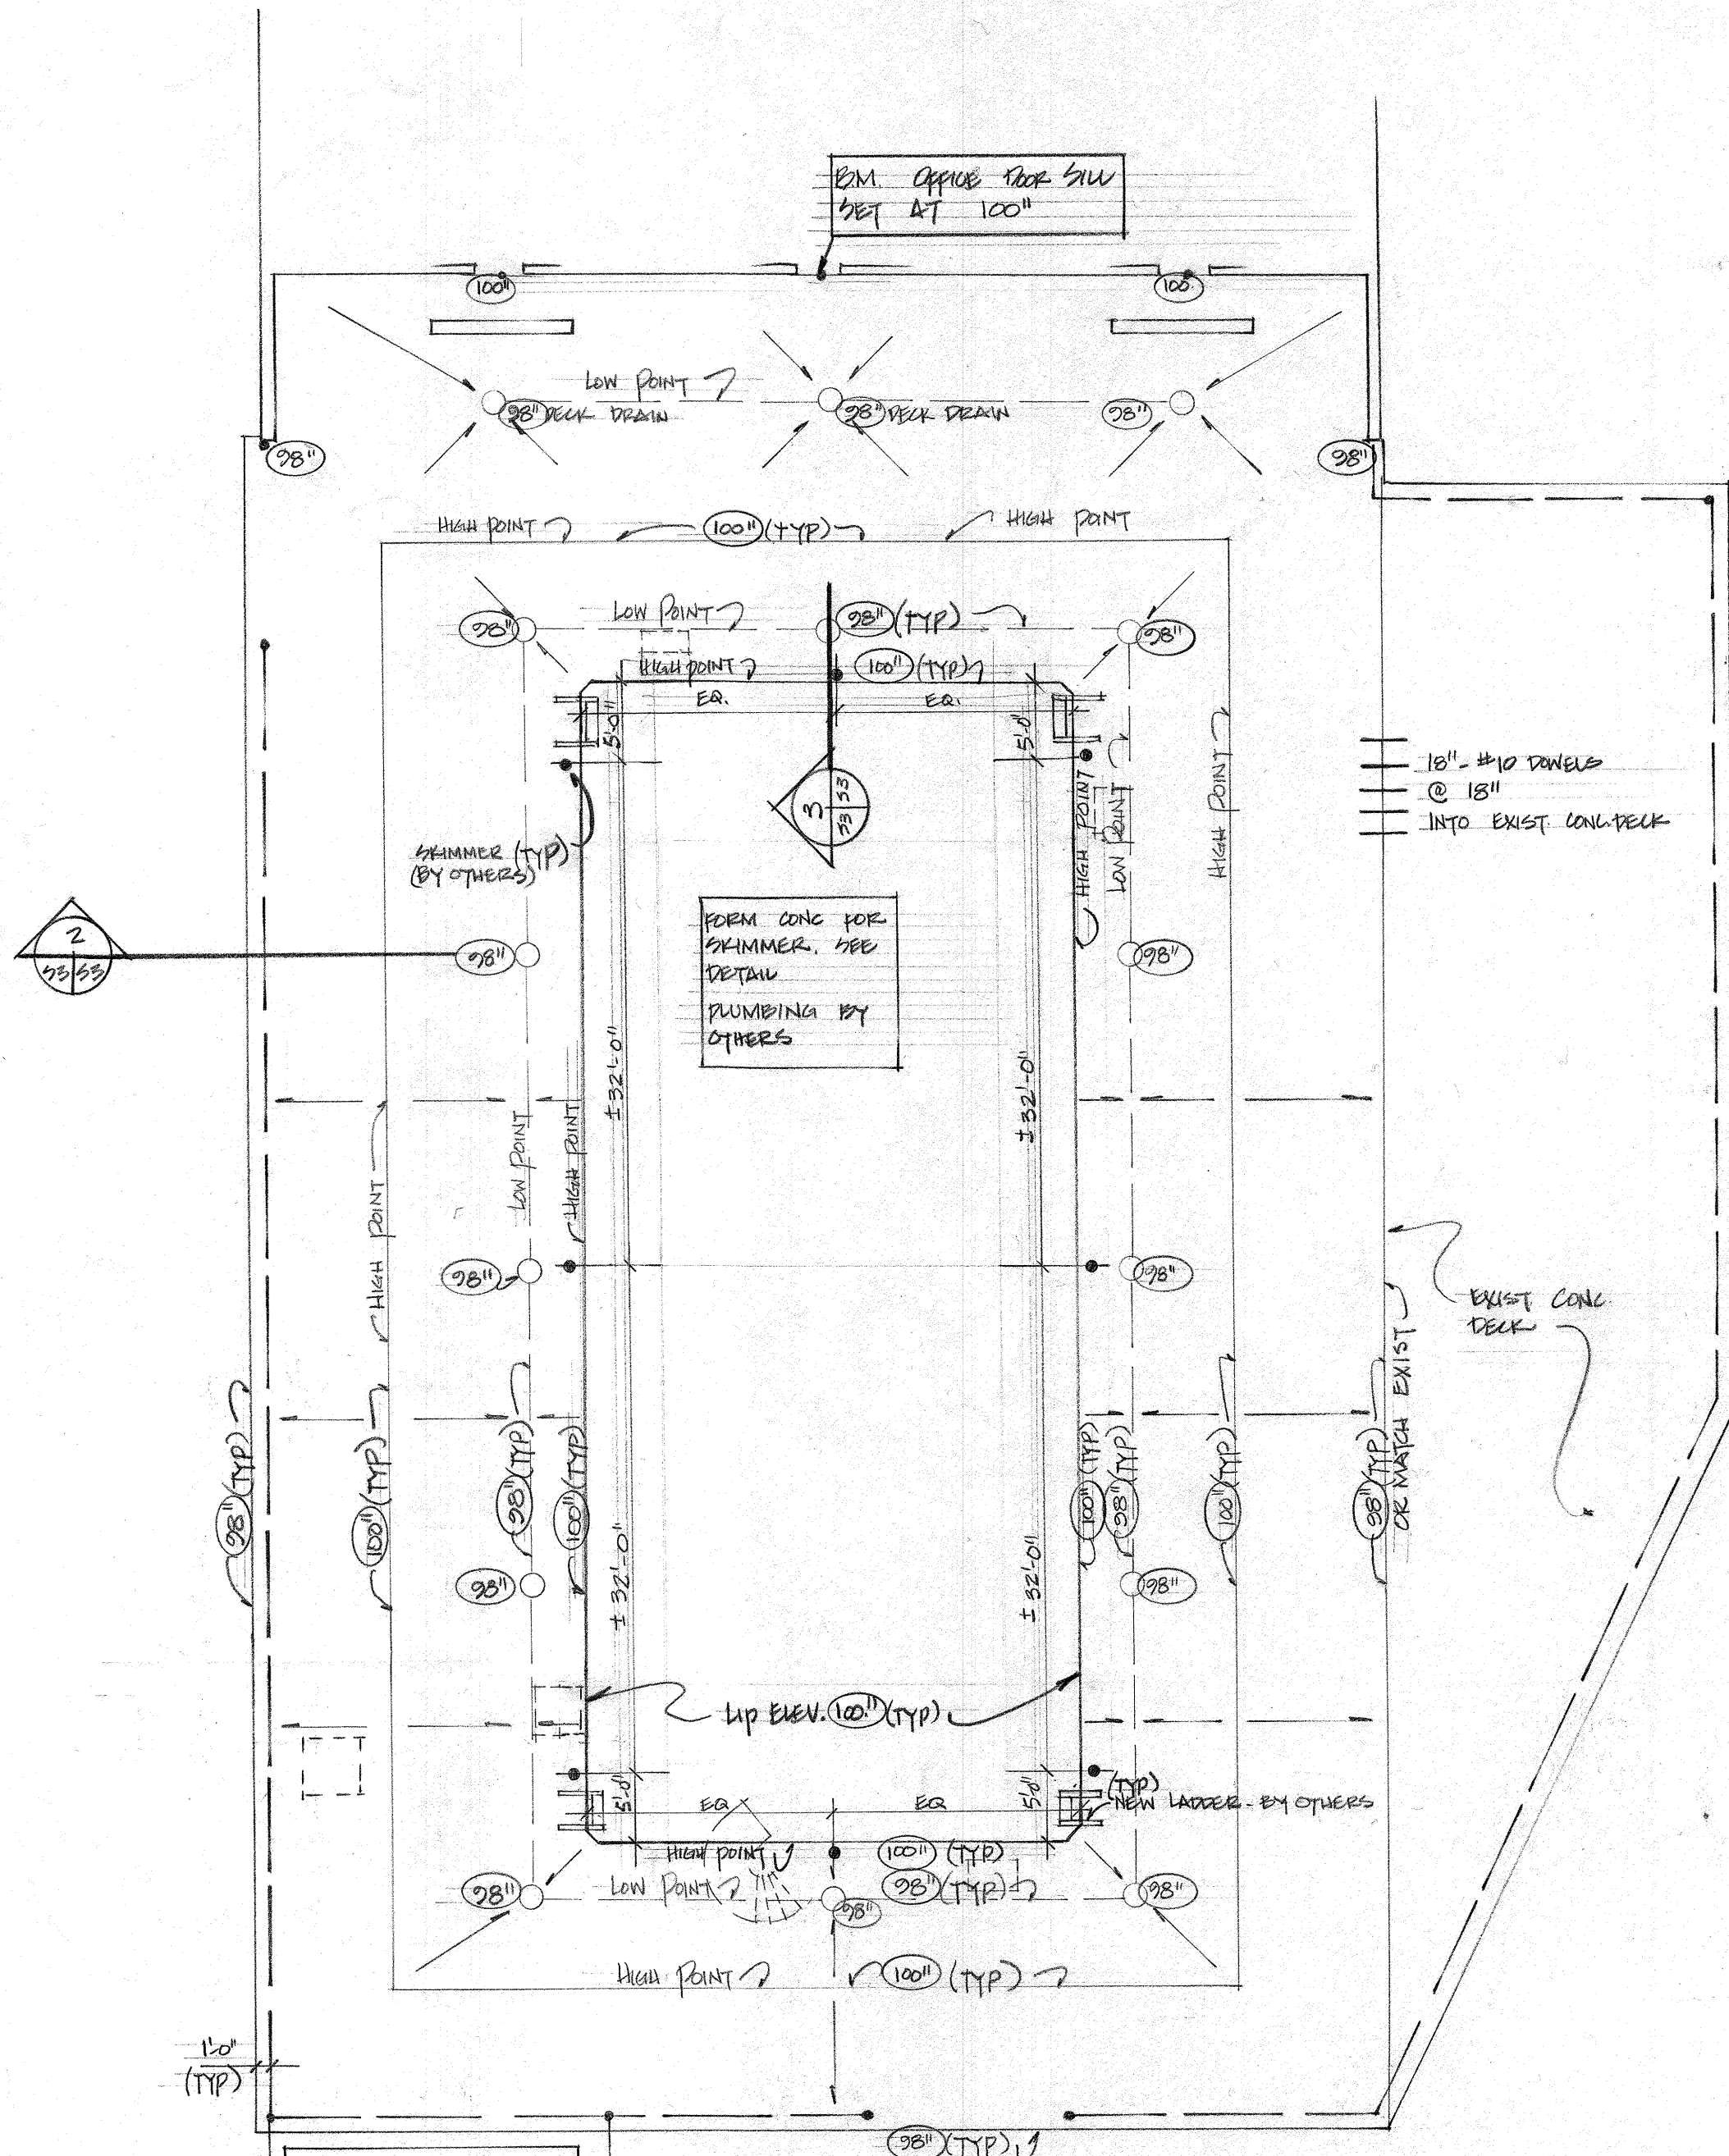 B.M. OFFICE DOOR SILL
SET AT 100"
100"
100"
LOW POINT
98" DECK DRAIN
98" DECK DRAIN
98"
98"
98"
HIGH POINT
100" (TYP)
HIGH POINT
98"
LOW POINT
98" (TYP)
98"
HIGH POINT
100" (TYP)
EQ.
EQ.
5'-0"
5'-0"
HIGH POINT
LOW POINT
HIGH POINT
3
53 53
18"- #10 DOWELS
@ 18"
INTO EXIST. CONC. DECK
SKIMMER (TYP)
(BY OTHERS)
FORM CONC FOR
SKIMMER. SEE
DETAIL
PLUMBING BY
OTHERS
2
53 53
98"
98"
±32'-0"
±32'-0"
HIGH POINT
LOW POINT
HIGH POINT
98"
98"
EXIST CONC.
DECK
98" (TYP)
100" (TYP)
98" (TYP)
100" (TYP)
100" (TYP)
98" (TYP)
100" (TYP)
98" (TYP)
OR MATCH EXIST
98"
98"
±32'-0"
±32'-0"
LIP ELEV. 100" (TYP)
5'-0"
EQ
EQ
5'-0"
(TYP)
NEW LADDER - BY OTHERS
HIGH POINT
100" (TYP)
98"
LOW POINT
98" (TYP)
98"
98"
HIGH POINT
100" (TYP)
1'-0"
(TYP)
98" (TYP)